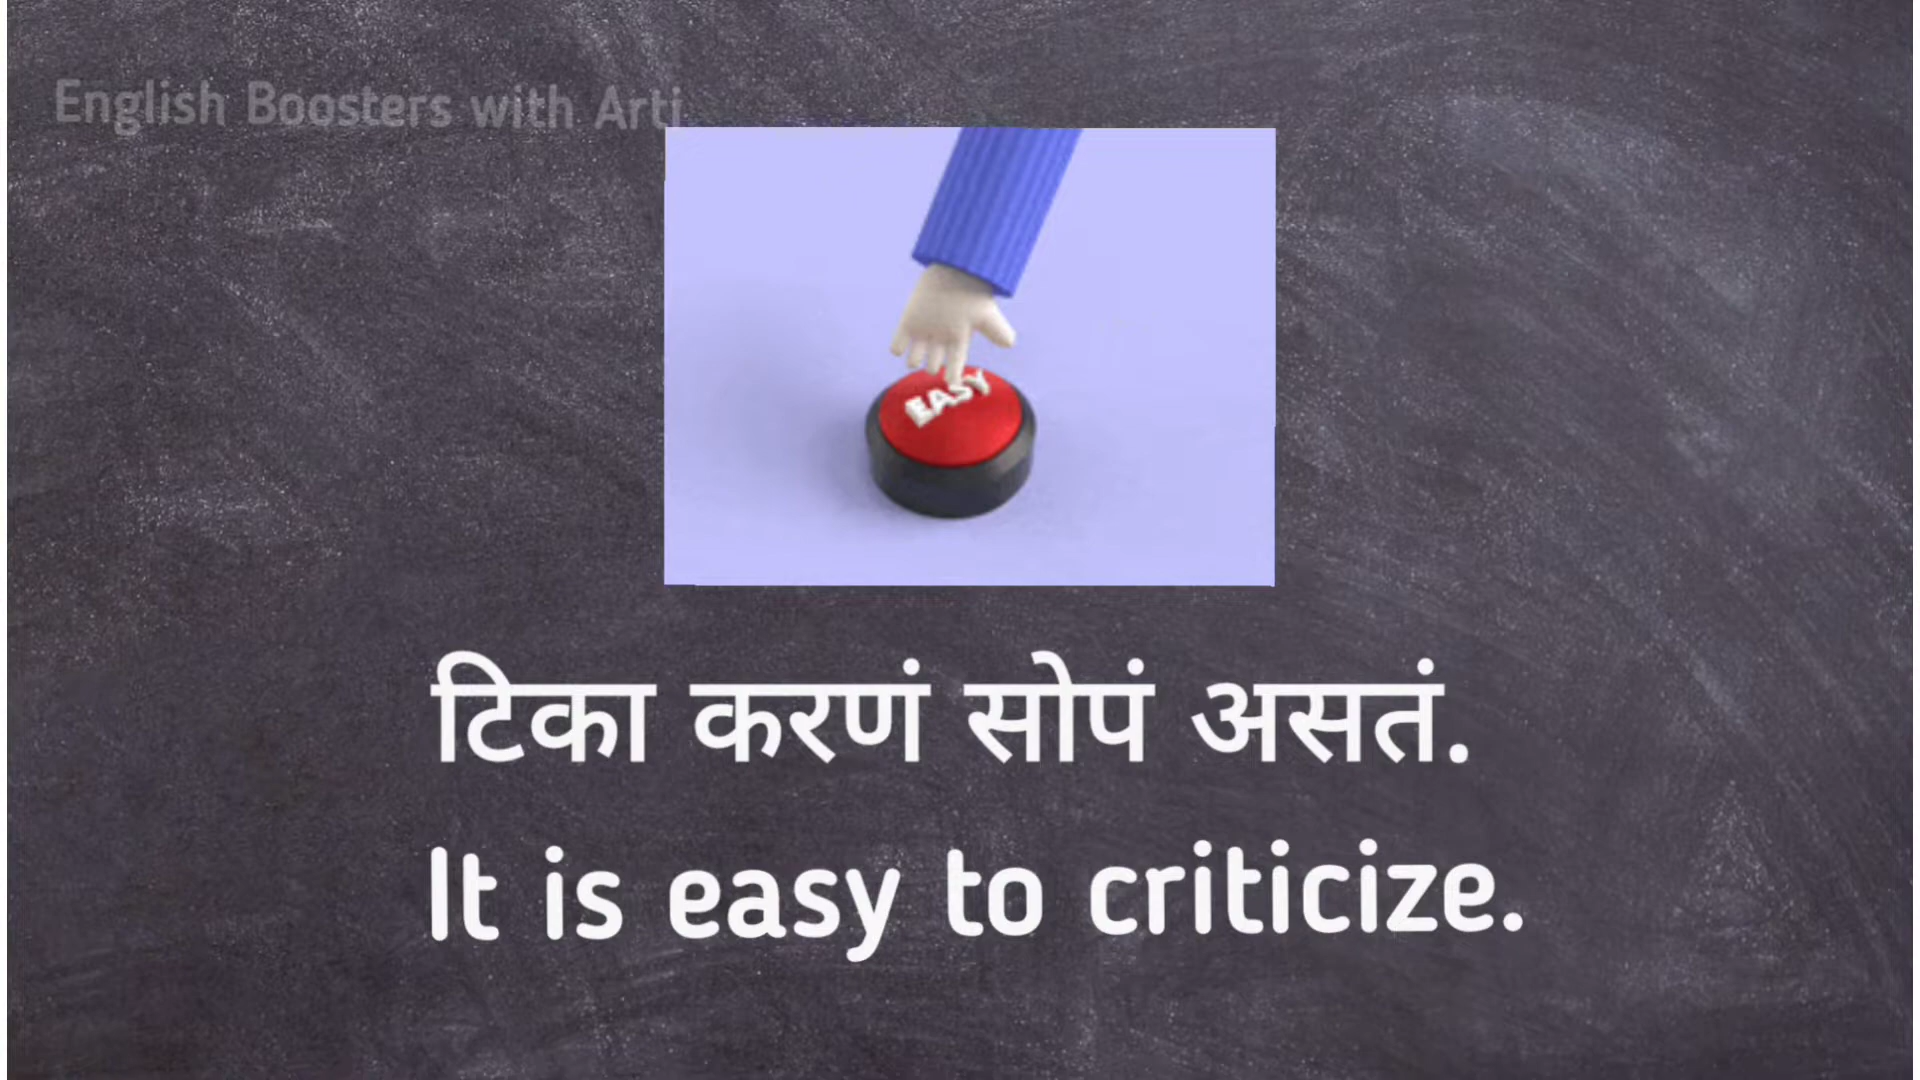 English Boosters with Arti
EASY
टिका करणं सोपं असतं.
It is easy to criticize.